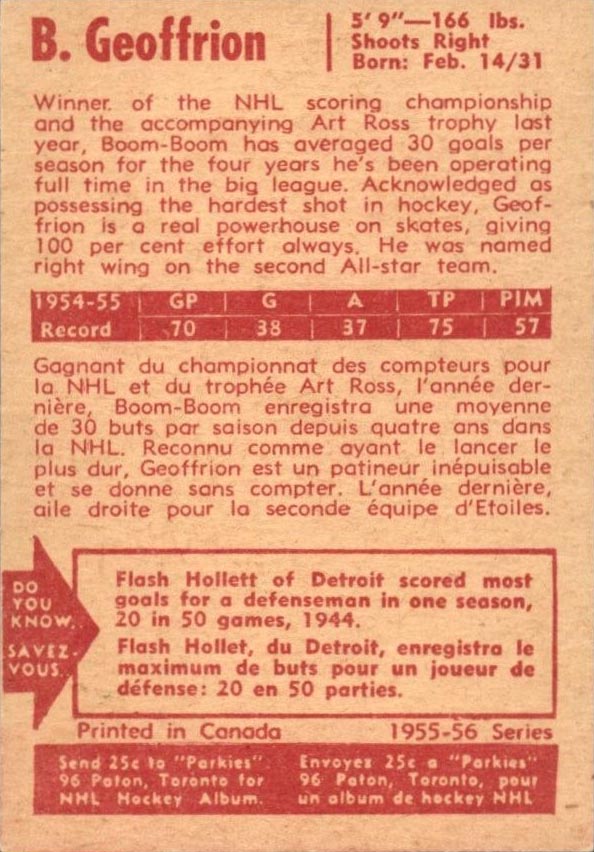 B. Geoffrion
5' 9"—166 lbs.
Shoots Right
Born: Feb. 14/31
Winner of the NHL scoring championship
and the accompanying Art Ross trophy last
year, Boom-Boom has averaged 30 goals per
season for the four years he's been operating
full time in the big league. Acknowledged as
possessing the hardest shot in hockey, Geof-
frion is a real powerhouse on skates, giving
100 per cent effort always. He was named
right wing on the second All-star team.
1954-55 | GP | G | A | TP | PIM
Record | 70 | 38 | 37 | 75 | 57
Gagnant du championnat des compteurs pour
la NHL et du trophée Art Ross, l'année der-
nière, Boom-Boom enregistra une moyenne
de 30 buts par saison depuis quatre ans dans
la NHL. Reconnu comme ayant le lancer le
plus dur, Geoffrion est un patineur inépuisable
et se donne sans compter. L'année dernière,
aile droite pour la seconde équipe d'Etoiles.
DO
YOU
KNOW..
SAVEZ-
VOUS..
Flash Hollett of Detroit scored most
goals for a defenseman in one season,
20 in 50 games, 1944.
Flash Hollet, du Detroit, enregistra le
maximum de buts pour un joueur de
défense: 20 en 50 parties.
Printed in Canada
1955-56 Series
Send 25c to "Parkies"
96 Paton, Toronto for
NHL Hockey Album.
Envoyez 25c a "Parkies"
96 Paton, Toronto, pour
un album de hockey NHL